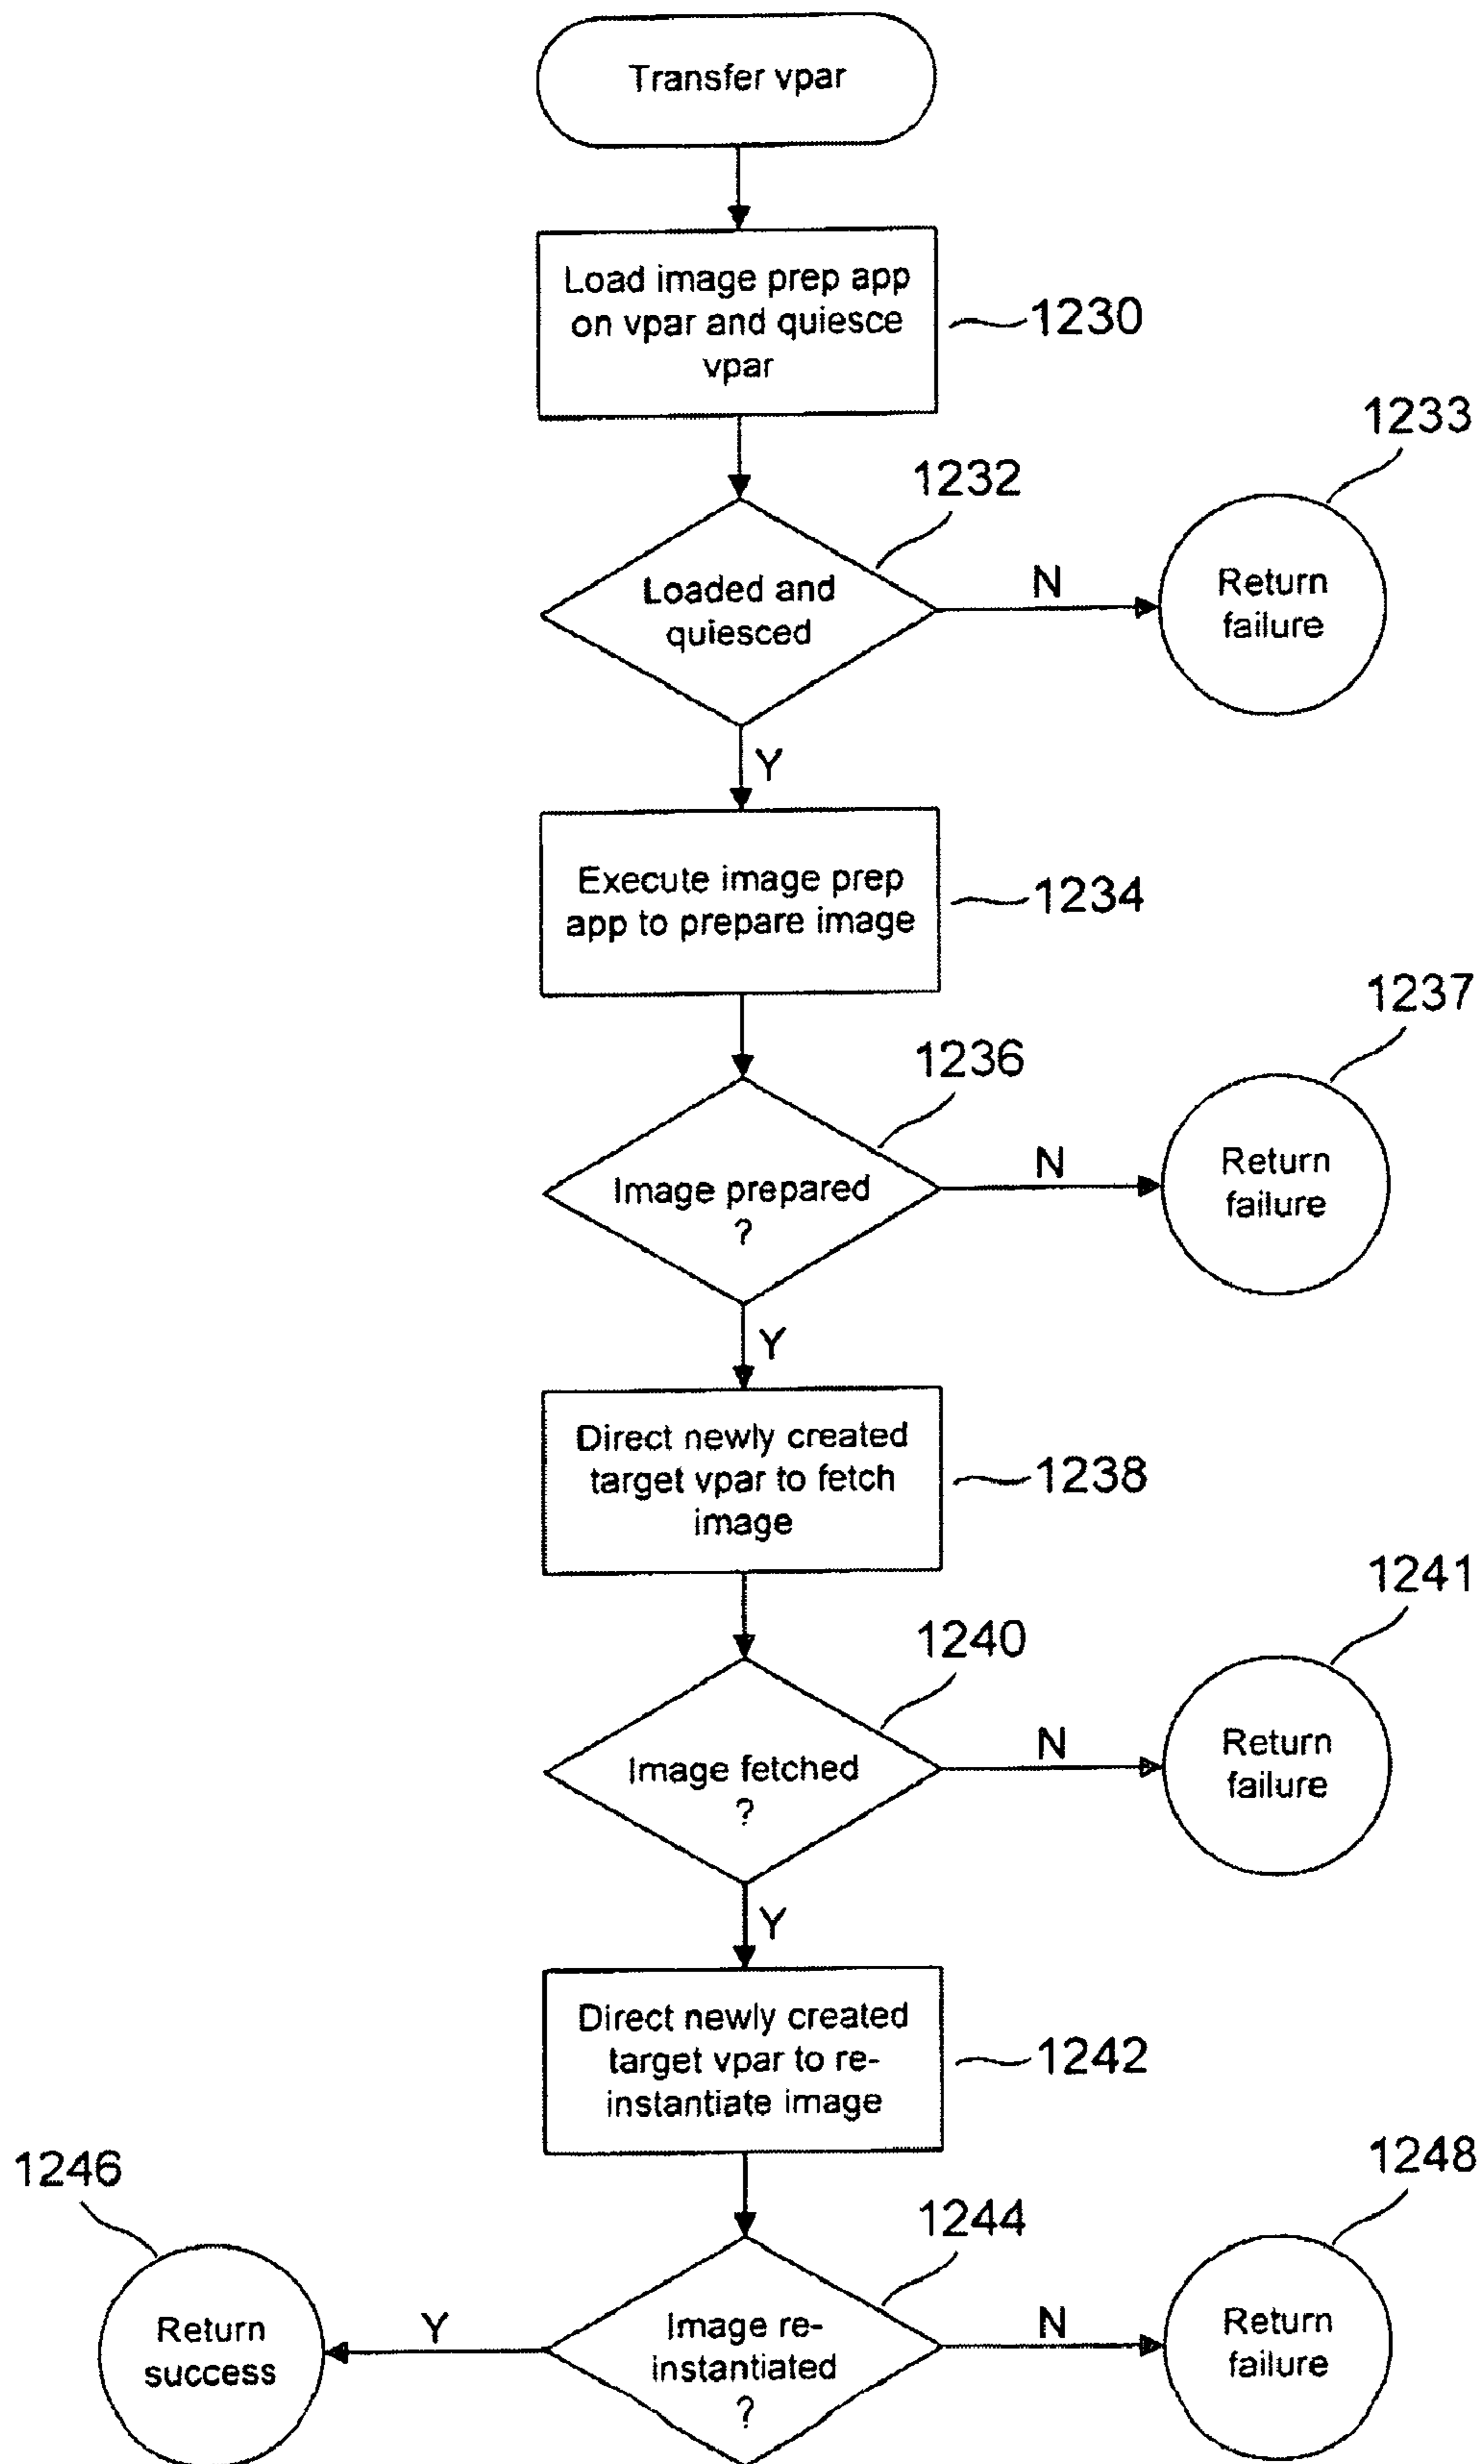 Transfer vpar
Load image prep app
on vpar and quiesce
vpar
1230
1233
1232
Loaded and
quiesced
N
Return
failure
Y
Execute image prep
app to prepare image
1234
1237
1236
Image prepared
?
N
Return
failure
Y
Direct newly created
target vpar to fetch
image
1238
1241
1240
Image fetched
?
N
Return
failure
Y
Direct newly created
target vpar to re-
instantiate image
1242
1246
1248
1244
Return
success
Y
Image re-
instantiated
?
N
Return
failure